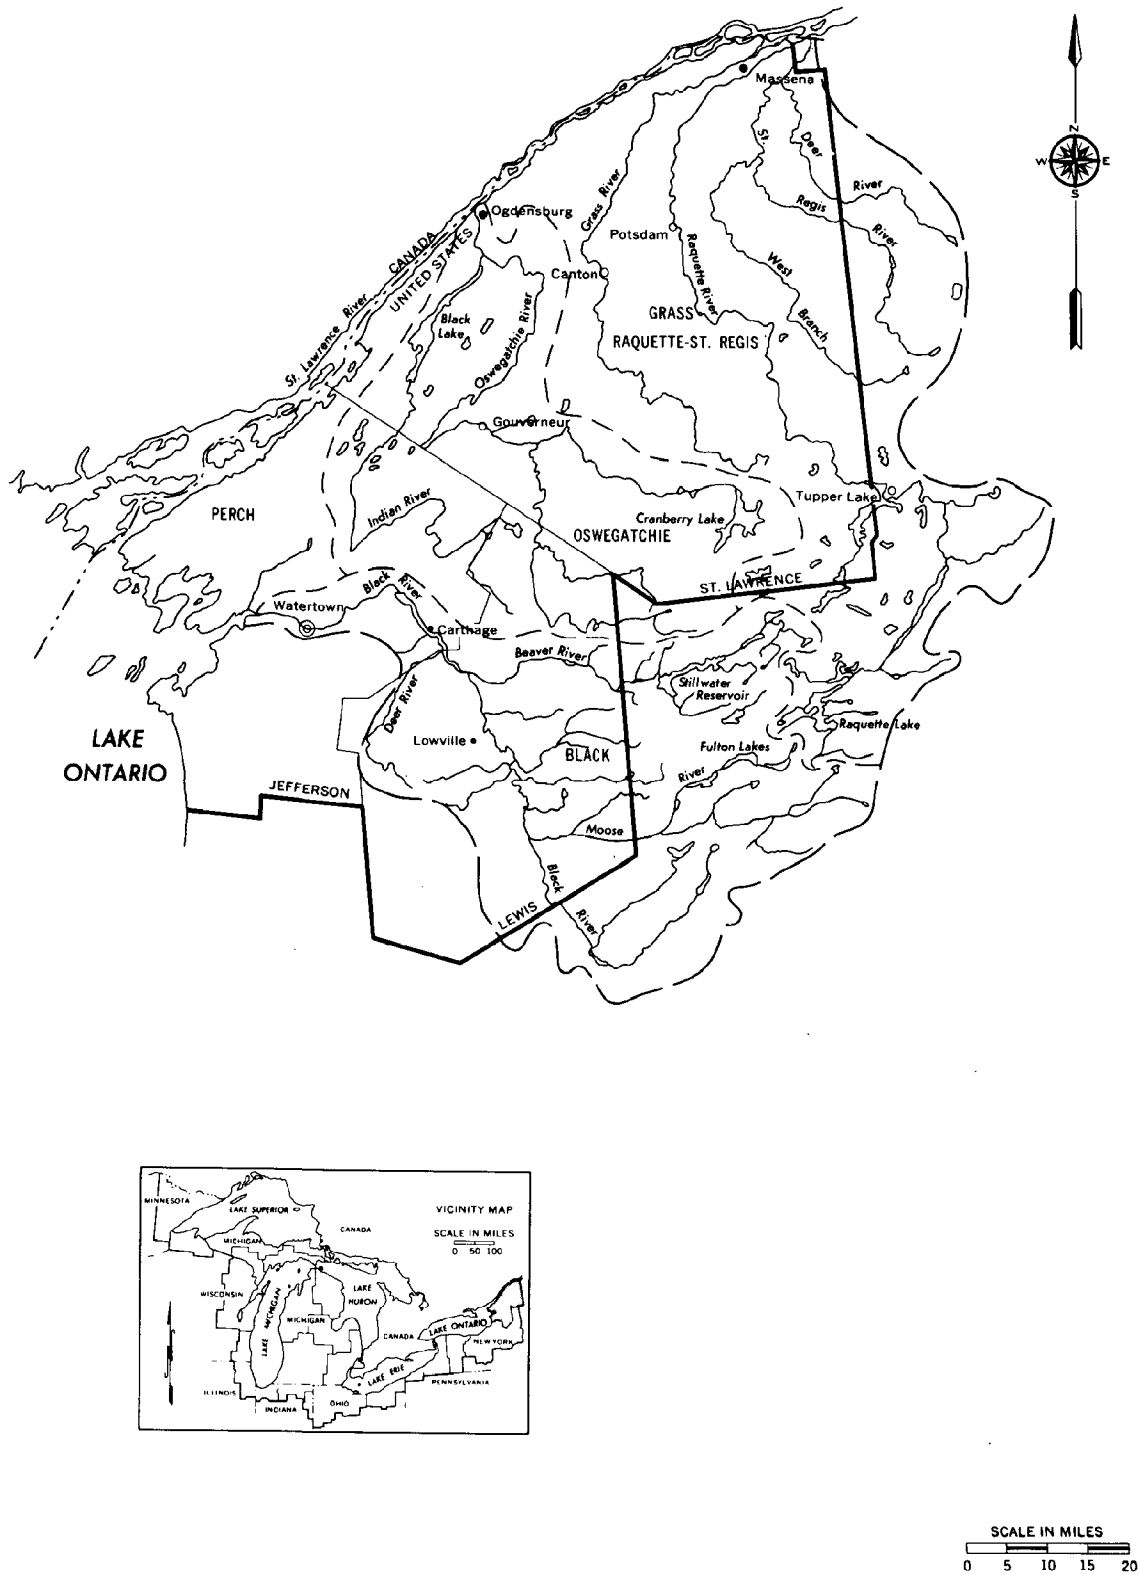 Massena
N
W E
S
St.
Deer
River
Regis
River
Grass River
Ogdensburg
Potsdam
Raquette River
West
Branch
CANADA
UNITED STATES
Canton
St. Lawrence River
Black
Lake
Oswegatchie River
GRASS
RAQUETTE-ST. REGIS
Gouverneur
Tupper Lake
Indian River
PERCH
Cranberry Lake
OSWEGATCHIE
ST. LAWRENCE
Black
River
Watertown
Carthage
Beaver River
Stillwater
Reservoir
Deer River
Raquette Lake
Lowville
BLACK
Fulton Lakes
River
LAKE
ONTARIO
JEFFERSON
Moose
Black
River
LEWIS
MINNESOTA
LAKE SUPERIOR
VICINITY MAP
CANADA
SCALE IN MILES
0 50 100
MICHIGAN
WISCONSIN
LAKE MICHIGAN
LAKE
HURON
MICHIGAN
CANADA
LAKE ONTARIO
NEW YORK
LAKE ERIE
PENNSYLVANIA
ILLINOIS
INDIANA
OHIO
SCALE IN MILES
0 5 10 15 20